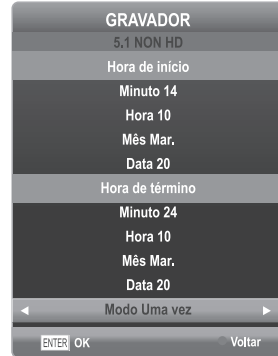 GRAVADOR
5.1 NON HD
Hora de início
Minuto 14
Hora 10
Mês Mar.
Data 20
Hora de término
Minuto 24
Hora 10
Mês Mar.
Data 20
Modo Uma vez
ENTER OK Voltar